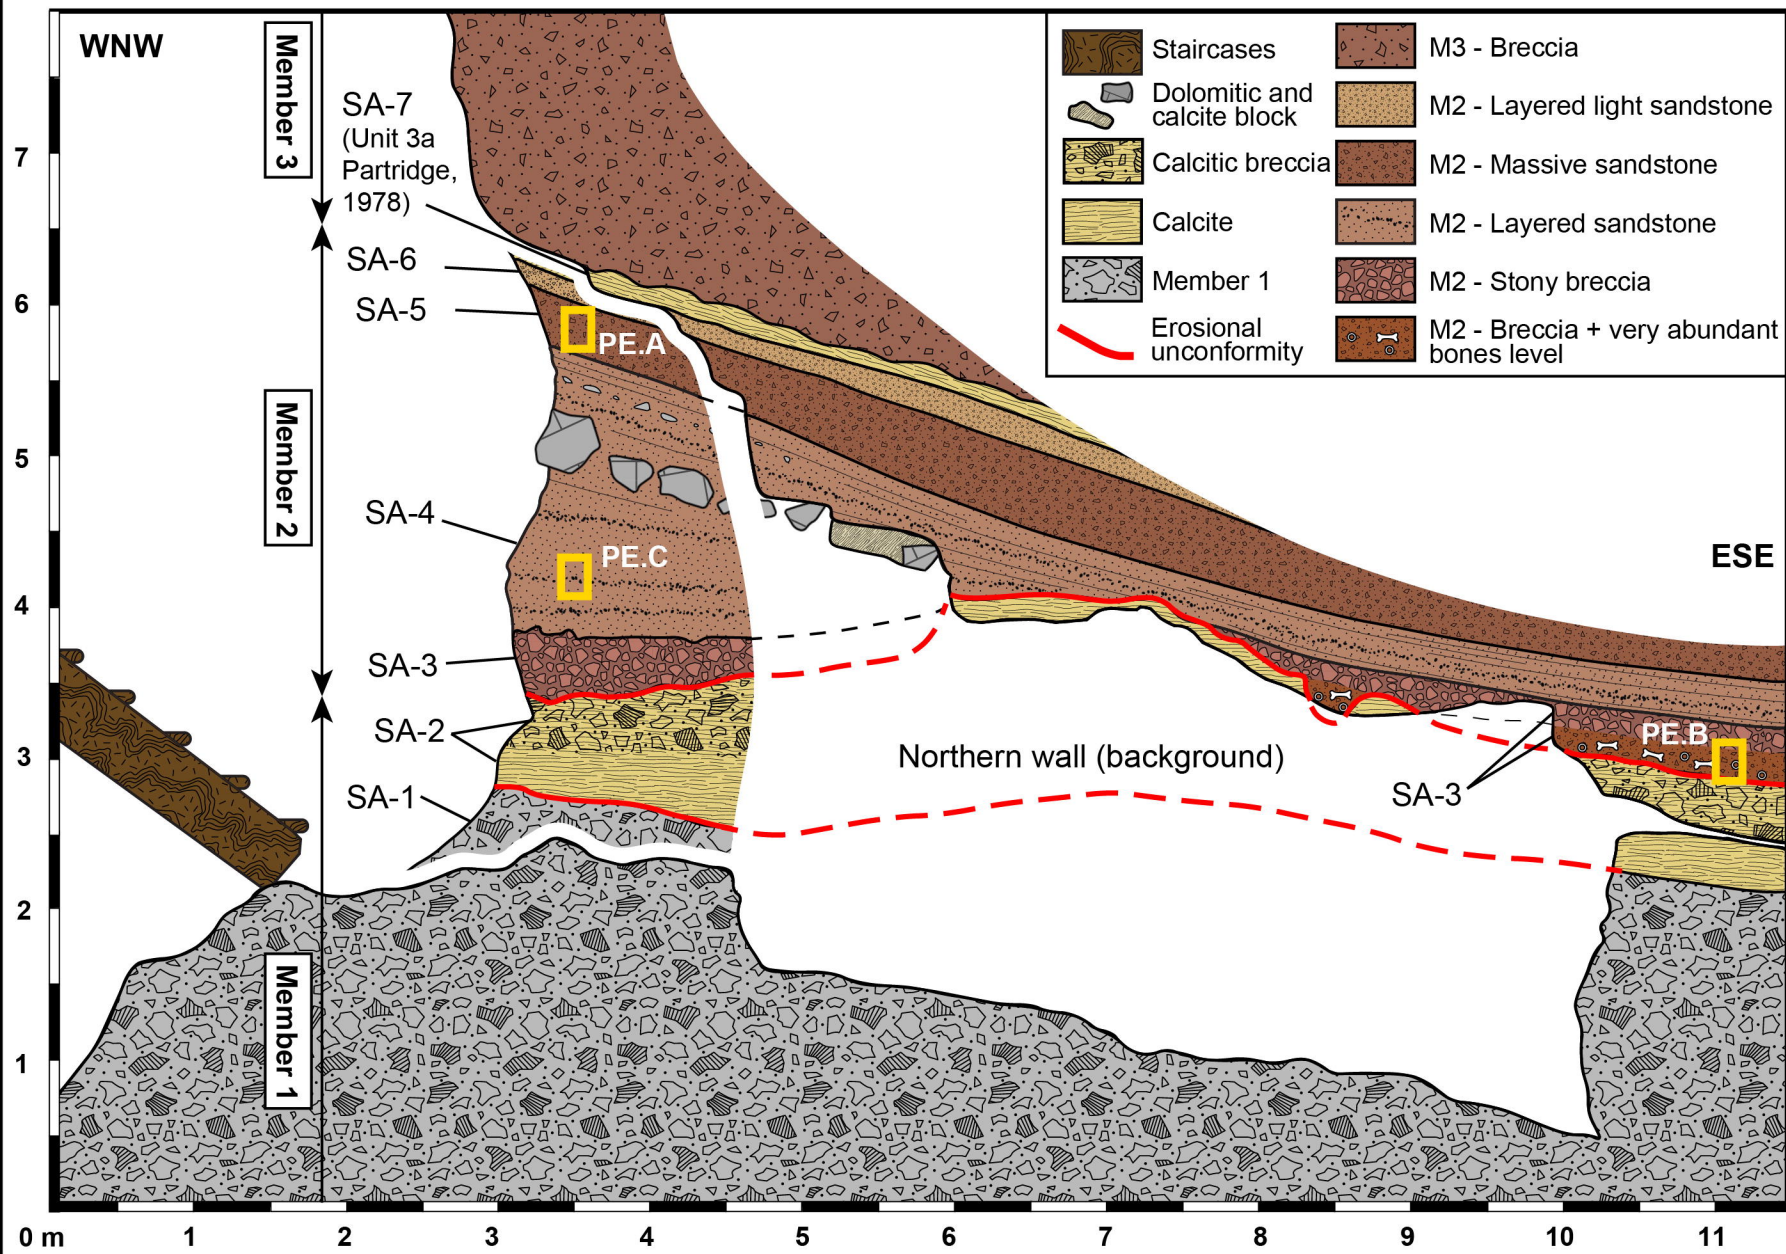 WNW
Member 3
SA-7
(Unit 3a
Partridge,
1978)
SA-6
SA-5
PE.A
Member 2
SA-4
PE.C
SA-3
SA-2
SA-1
Member 1
Northern wall (background)
SA-3
PE.B
ESE
Staircases
Dolomitic and
calcite block
Calcitic breccia
Calcite
Member 1
Erosional
unconformity
M3 - Breccia
M2 - Layered light sandstone
M2 - Massive sandstone
M2 - Layered sandstone
M2 - Stony breccia
M2 - Breccia + very abundant
bones level
7
6
5
4
3
2
1
0 m 1 2 3 4 5 6 7 8 9 10 11